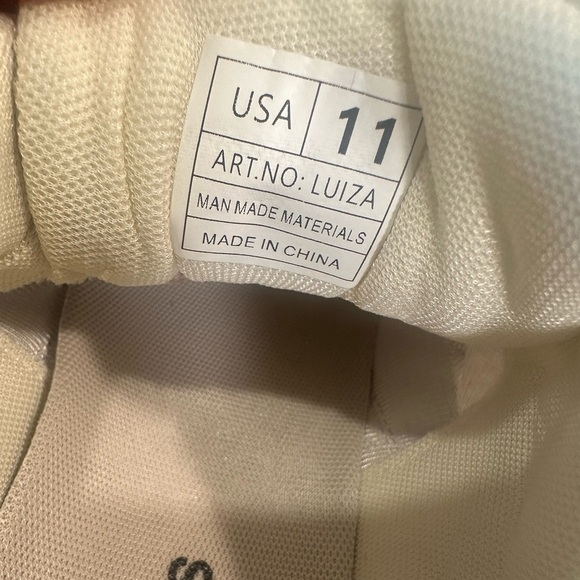 USA 11
ART.NO: LUIZA
MAN MADE MATERIALS
MADE IN CHINA
S